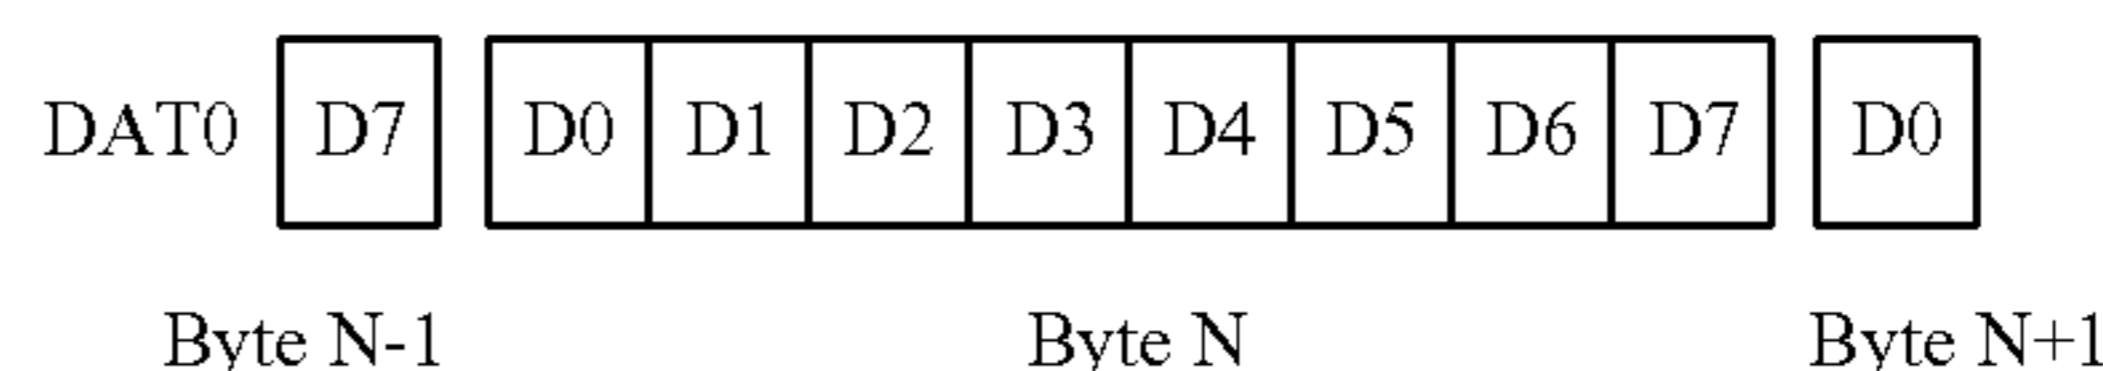 DAT0 D7 D0 D1 D2 D3 D4 D5 D6 D7 D0
Byte N-1 Byte N Byte N+1